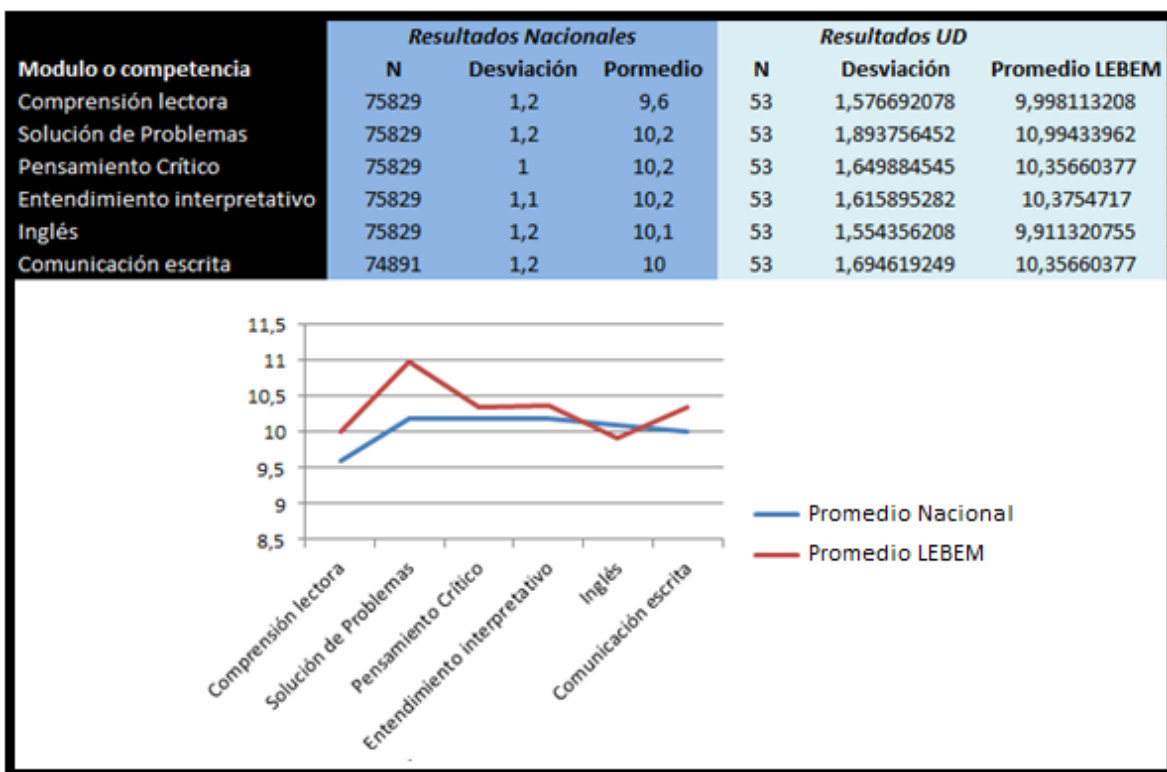 Resultados Nacionales Resultados UD
Modulo o competencia N Desviación Pormedio N Desviación Promedio LEBEM
Comprensión lectora 75829 1,2 9,6 53 1,576692078 9,998113208
Solución de Problemas 75829 1,2 10,2 53 1,893756452 10,99433962
Pensamiento Crítico 75829 1 10,2 53 1,649884545 10,35660377
Entendimiento interpretativo 75829 1,1 10,2 53 1,615895282 10,3754717
Inglés 75829 1,2 10,1 53 1,554356208 9,911320755
Comunicación escrita 74891 1,2 10 53 1,694619249 10,35660377
11,5
11
10,5
10
9,5
9
8,5
Comprensión lectora
Solución de Problemas
Pensamiento Crítico
Entendimiento interpretativo
Inglés
Comunicación escrita
Promedio Nacional
Promedio LEBEM